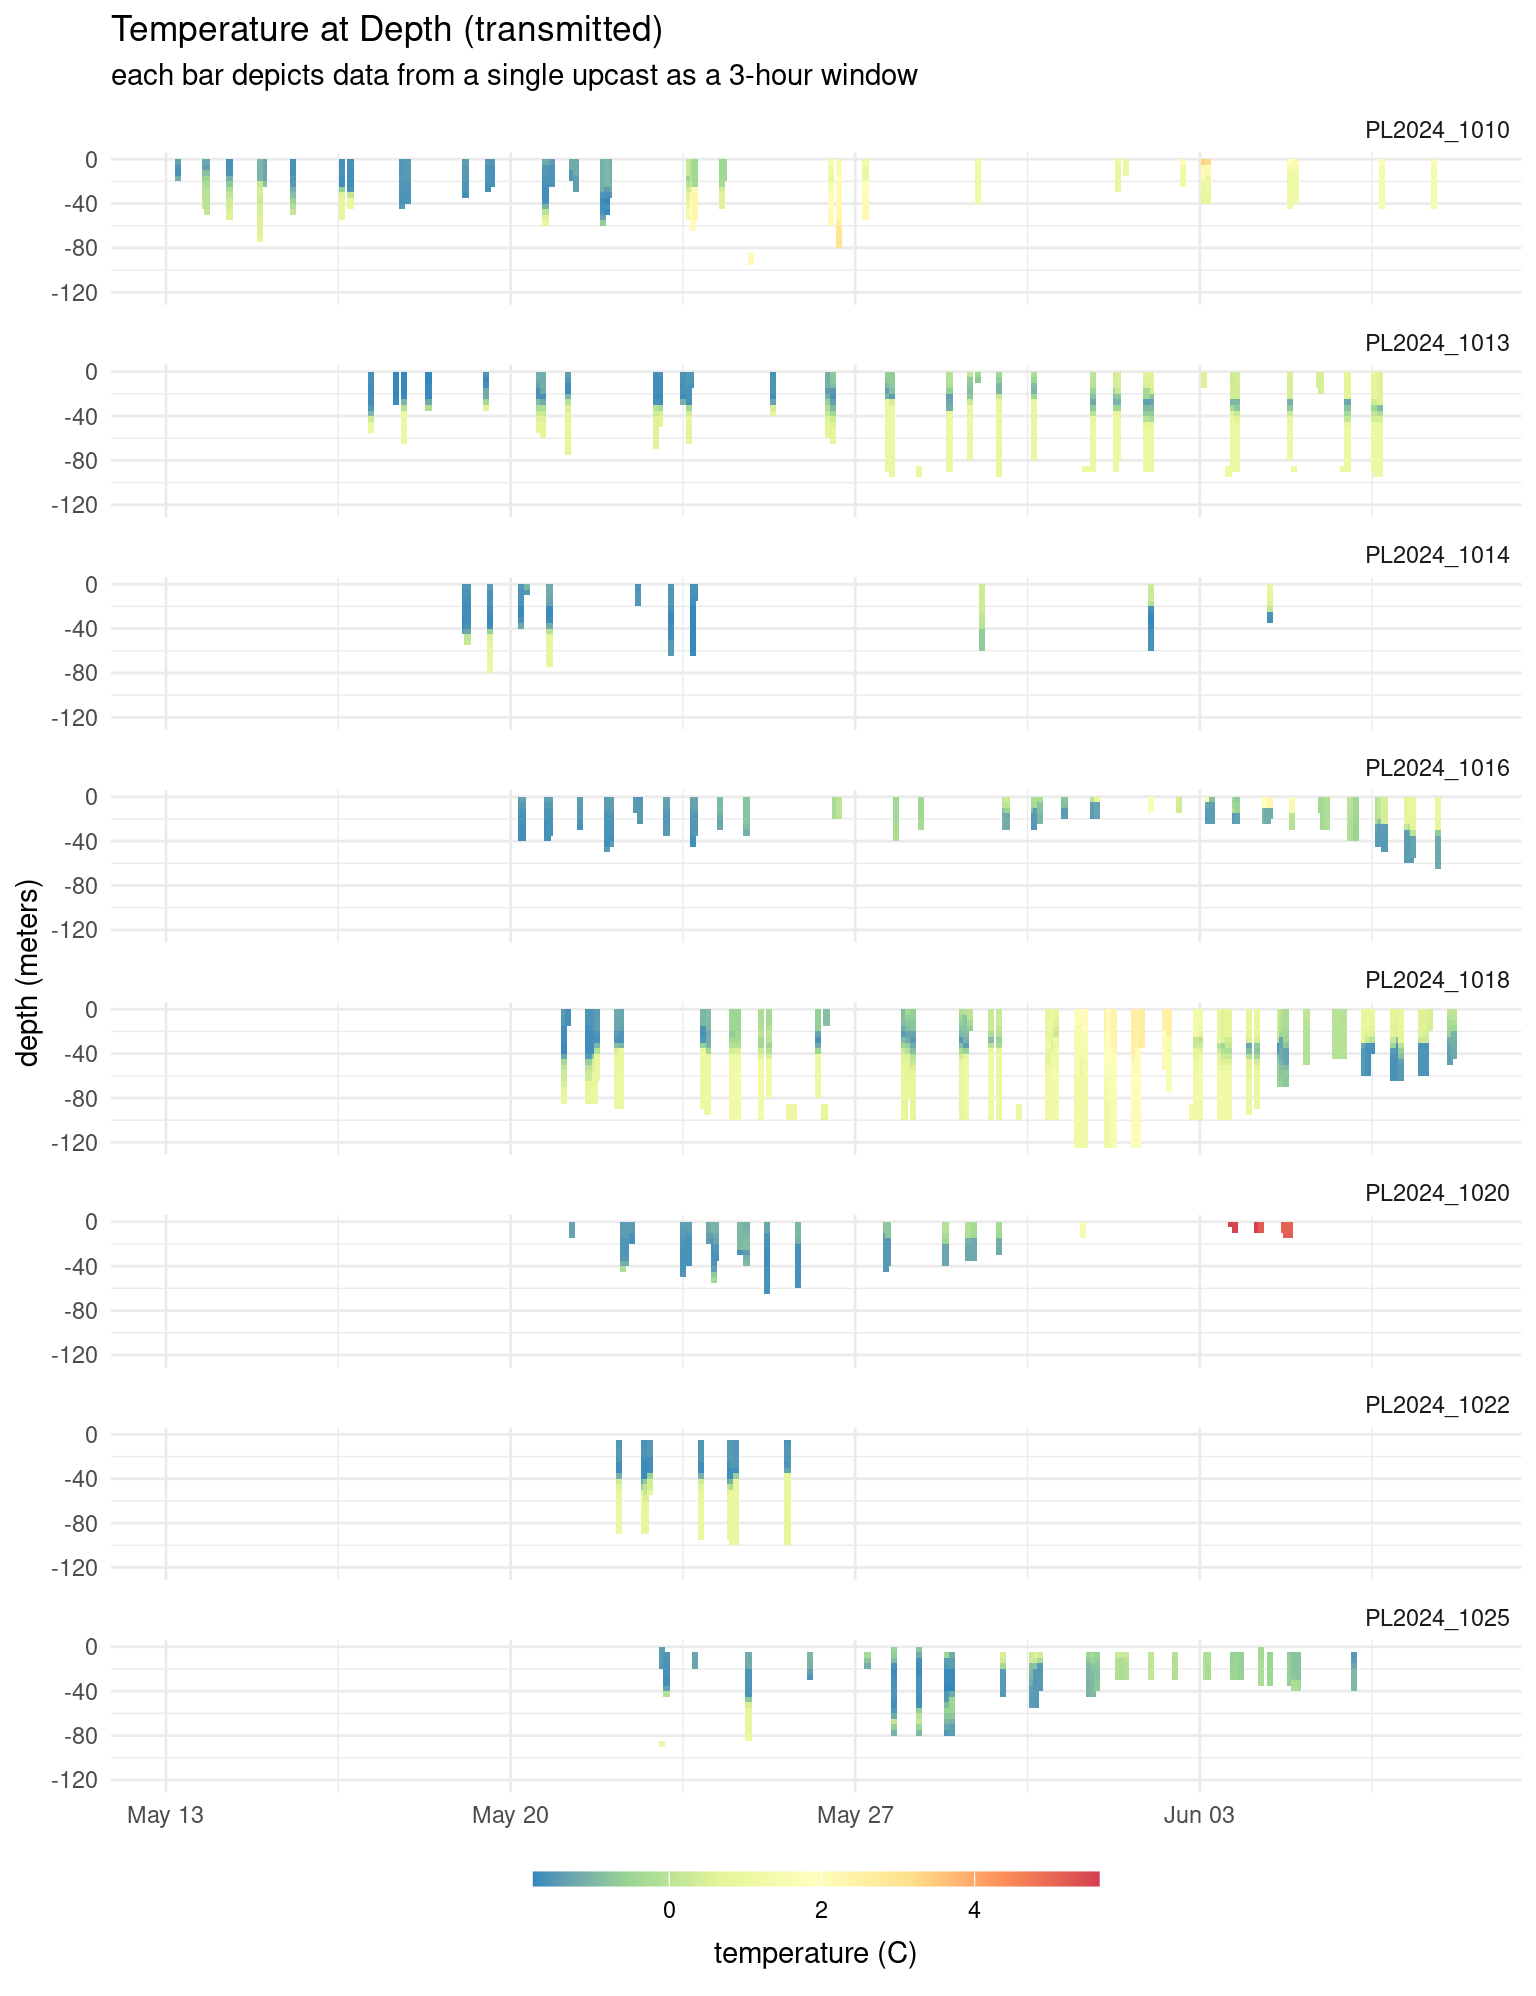 Temperature at Depth (transmitted)
each bar depicts data from a single upcast as a 3-hour window
PL2024_1010
0
-40
-80
-120
PL2024_1013
0
-40
-80
-120
PL2024_1014
0
-40
-80
-120
PL2024_1016
0
-40
-80
-120
depth (meters)
PL2024_1018
0
-40
-80
-120
PL2024_1020
0
-40
-80
-120
PL2024_1022
0
-40
-80
-120
PL2024_1025
0
-40
-80
-120
May 13 May 20 May 27 Jun 03
0 2 4
temperature (C)